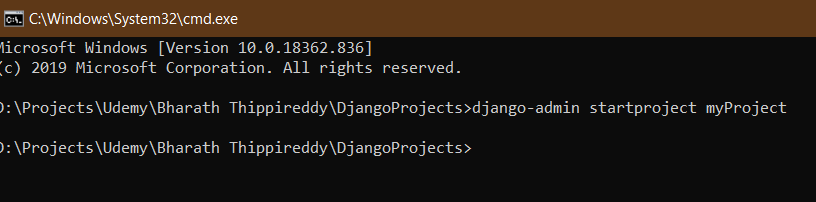 C:\Windows\System32\cmd.exe
Microsoft Windows [Version 10.0.18362.836]
(c) 2019 Microsoft Corporation. All rights reserved.
D:\Projects\Udemy\Bharath Thippireddy\DjangoProjects>django-admin startproject myProject
D:\Projects\Udemy\Bharath Thippireddy\DjangoProjects>